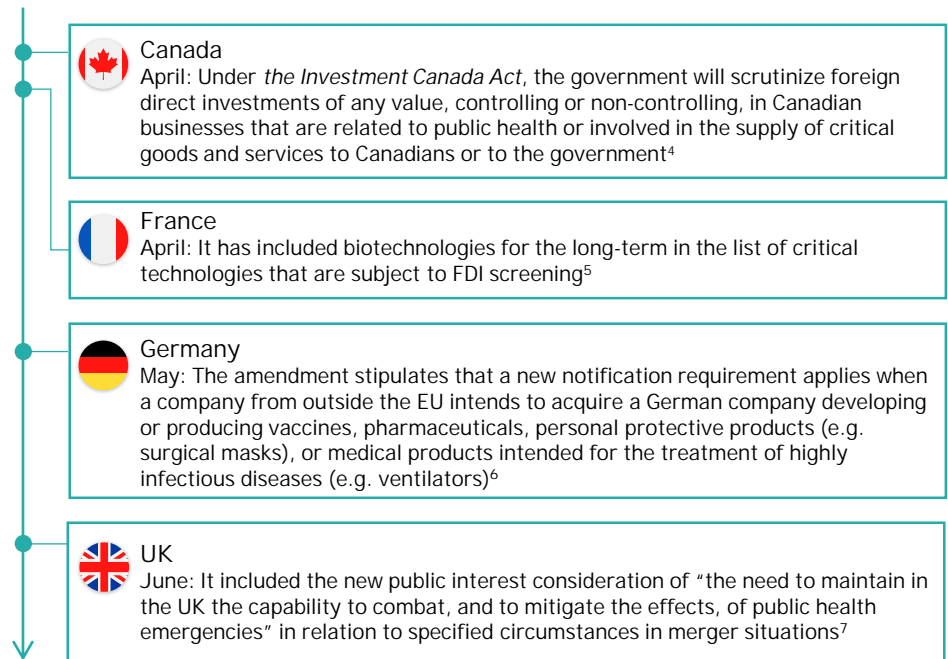 Canada
April: Under the Investment Canada Act, the government will scrutinize foreign
direct investments of any value, controlling or non-controlling, in Canadian
businesses that are related to public health or involved in the supply of critical
goods and services to Canadians or to the government⁴
France
April: It has included biotechnologies for the long-term in the list of critical
technologies that are subject to FDI screening⁵
Germany
May: The amendment stipulates that a new notification requirement applies when
a company from outside the EU intends to acquire a German company developing
or producing vaccines, pharmaceuticals, personal protective products (e.g.
surgical masks), or medical products intended for the treatment of highly
infectious diseases (e.g. ventilators)⁶
UK
June: It included the new public interest consideration of "the need to maintain in
the UK the capability to combat, and to mitigate the effects, of public health
emergencies" in relation to specified circumstances in merger situations⁷